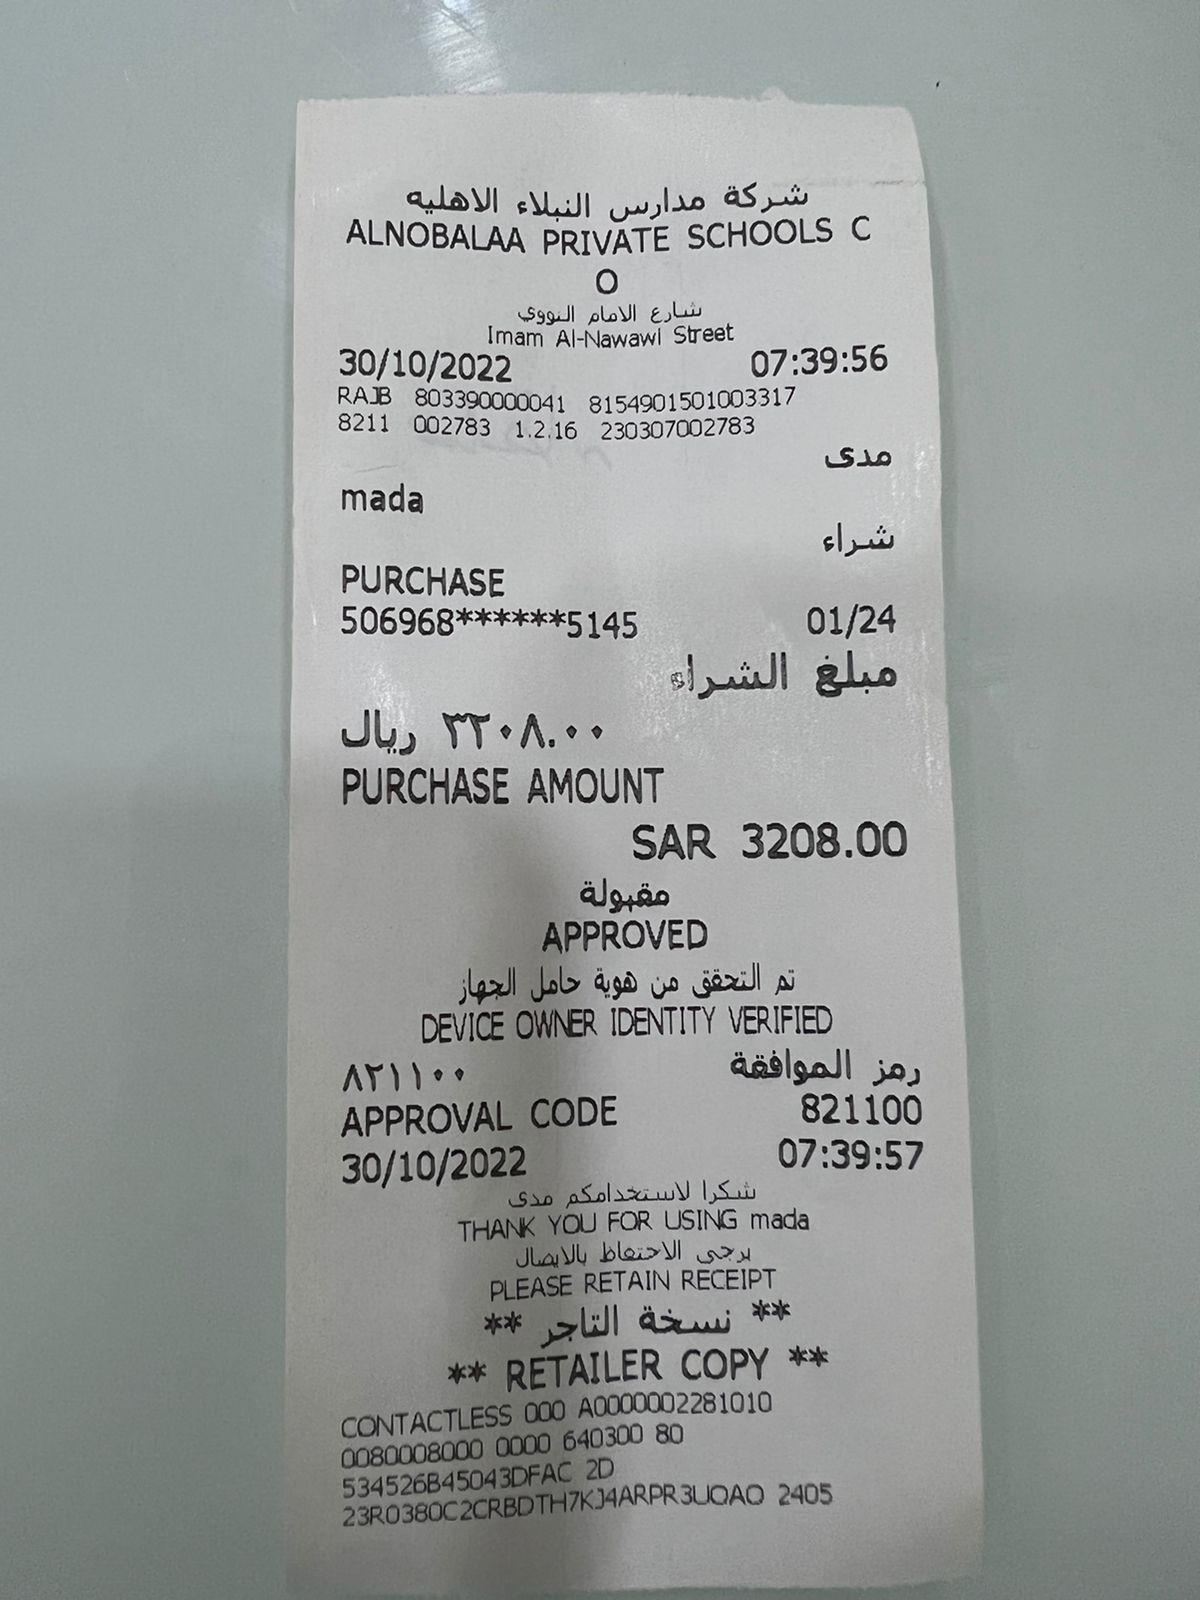 شركة مدارس النبلاء الاهليه
ALNOBALAA PRIVATE SCHOOLS C
O
شارع الامام النووي
Imam Al-Nawawi Street
30/10/2022 07:39:56
RAJB 803390000041 8154901501003317
8211 002783 1.2.16 230307002783
مدى
mada
شراء
PURCHASE
506968******5145 01/24
مبلغ الشراء
٣٢٠٨.٠٠ ريال
PURCHASE AMOUNT
SAR 3208.00
مقبولة
APPROVED
تم التحقق من هوية حامل الجهاز
DEVICE OWNER IDENTITY VERIFIED
رمز الموافقة ٨٢١١٠٠
APPROVAL CODE 821100
30/10/2022 07:39:57
شكرا لاستخدامكم مدى
THANK YOU FOR USING mada
يرجى الاحتفاظ بالايصال
PLEASE RETAIN RECEIPT
** نسخة التاجر **
** RETAILER COPY **
CONTACTLESS 000 A0000002281010
0080008000 0000 640300 80
534526B45043DFAC 2D
23R0380C2CRBDTH7KJ4ARPR3UQAO 2405